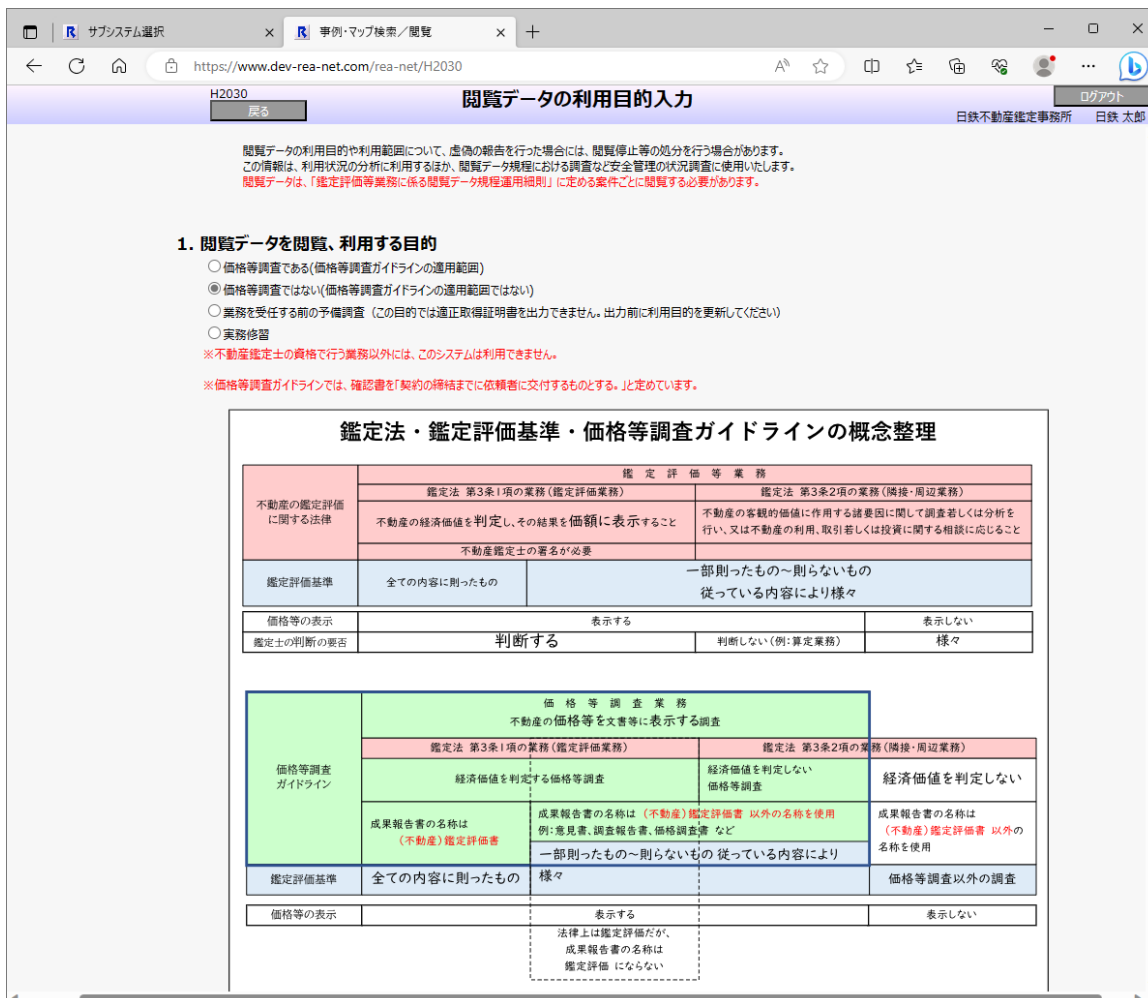 サブシステム選択
事例・マップ検索／閲覧
https://www.dev-rea-net.com/rea-net/H2030
H2030
戻る
閲覧データの利用目的入力
ログアウト
日鉄不動産鑑定事務所 日鉄 太郎
閲覧データの利用目的や利用範囲について、虚偽の報告を行った場合には、閲覧停止等の処分を行う場合があります。
この情報は、利用状況の分析に利用するほか、閲覧データ規程における調査など安全管理の状況調査に使用いたします。
閲覧データは、「鑑定評価等業務に係る閲覧データ規程運用細則」に定める案件ごとに閲覧する必要があります。
1. 閲覧データを閲覧、利用する目的
価格等調査である(価格等調査ガイドラインの適用範囲)
価格等調査ではない(価格等調査ガイドラインの適用範囲ではない)
業務を受任する前の予備調査（この目的では適正取得証明書を出力できません。出力前に利用目的を更新してください）
実務修習
※不動産鑑定士の資格で行う業務以外には、このシステムは利用できません。
※価格等調査ガイドラインでは、確認書を「契約の締結までに依頼者に交付するものとする。」と定めています。
鑑定法・鑑定評価基準・価格等調査ガイドラインの概念整理
不動産の鑑定評価
に関する法律
鑑定評価等業務
鑑定法 第3条1項の業務(鑑定評価業務)
鑑定法 第3条2項の業務(隣接・周辺業務)
不動産の経済価値を判定し、その結果を価額に表示すること
不動産の客観的価値に作用する諸要因に関して調査若しくは分析を
行い、又は不動産の利用、取引若しくは投資に関する相談に応じること
不動産鑑定士の署名が必要
鑑定評価基準
全ての内容に則ったもの
一部則ったもの～則らないもの
従っている内容により様々
価格等の表示
表示する
表示しない
鑑定士の判断の要否
判断する
判断しない(例:算定業務)
様々
価格等調査
ガイドライン
価格等調査業務
不動産の価格等を文書等に表示する調査
鑑定法 第3条1項の業務(鑑定評価業務)
鑑定法 第3条2項の業務(隣接・周辺業務)
経済価値を判定する価格等調査
経済価値を判定しない
価格等調査
経済価値を判定しない
成果報告書の名称は
(不動産)鑑定評価書
成果報告書の名称は (不動産)鑑定評価書 以外の名称を使用
例:意見書、調査報告書、価格調査書 など
成果報告書の名称は
(不動産)鑑定評価書 以外の
名称を使用
一部則ったもの～則らないもの 従っている内容により
様々
鑑定評価基準
全ての内容に則ったもの
価格等調査以外の調査
価格等の表示
表示する
表示しない
法律上は鑑定評価だが、
成果報告書の名称は
鑑定評価 にならない